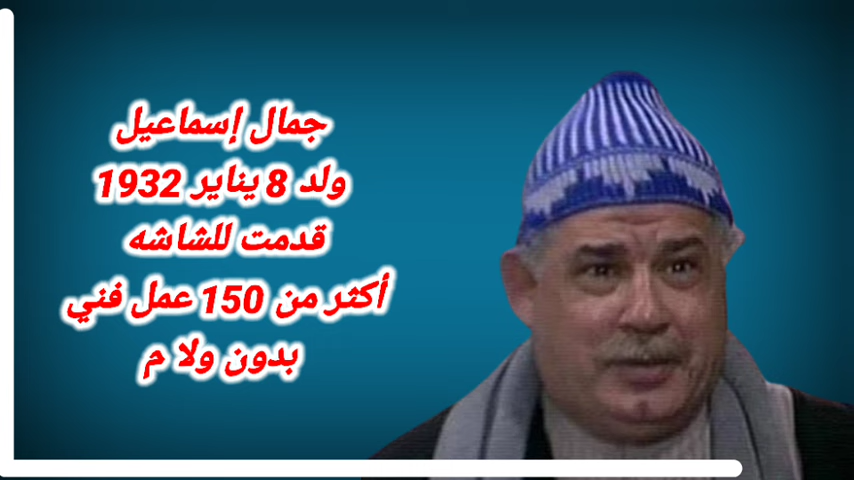 جمال إسماعيل
ولد 8 يناير 1932
قدمت للشاشه
أكثر من 150 عمل فني
بدون ولا م